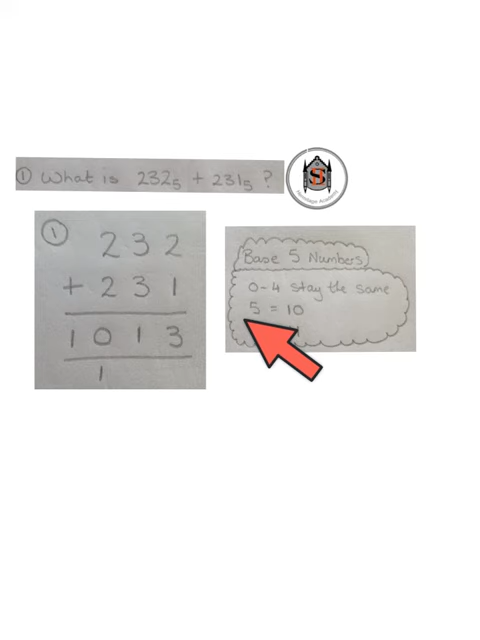 ① What is 232₅ + 231₅ ?
①
232
+ 231
1013
1
Base 5 Numbers
0-4 stay the same
5 = 10